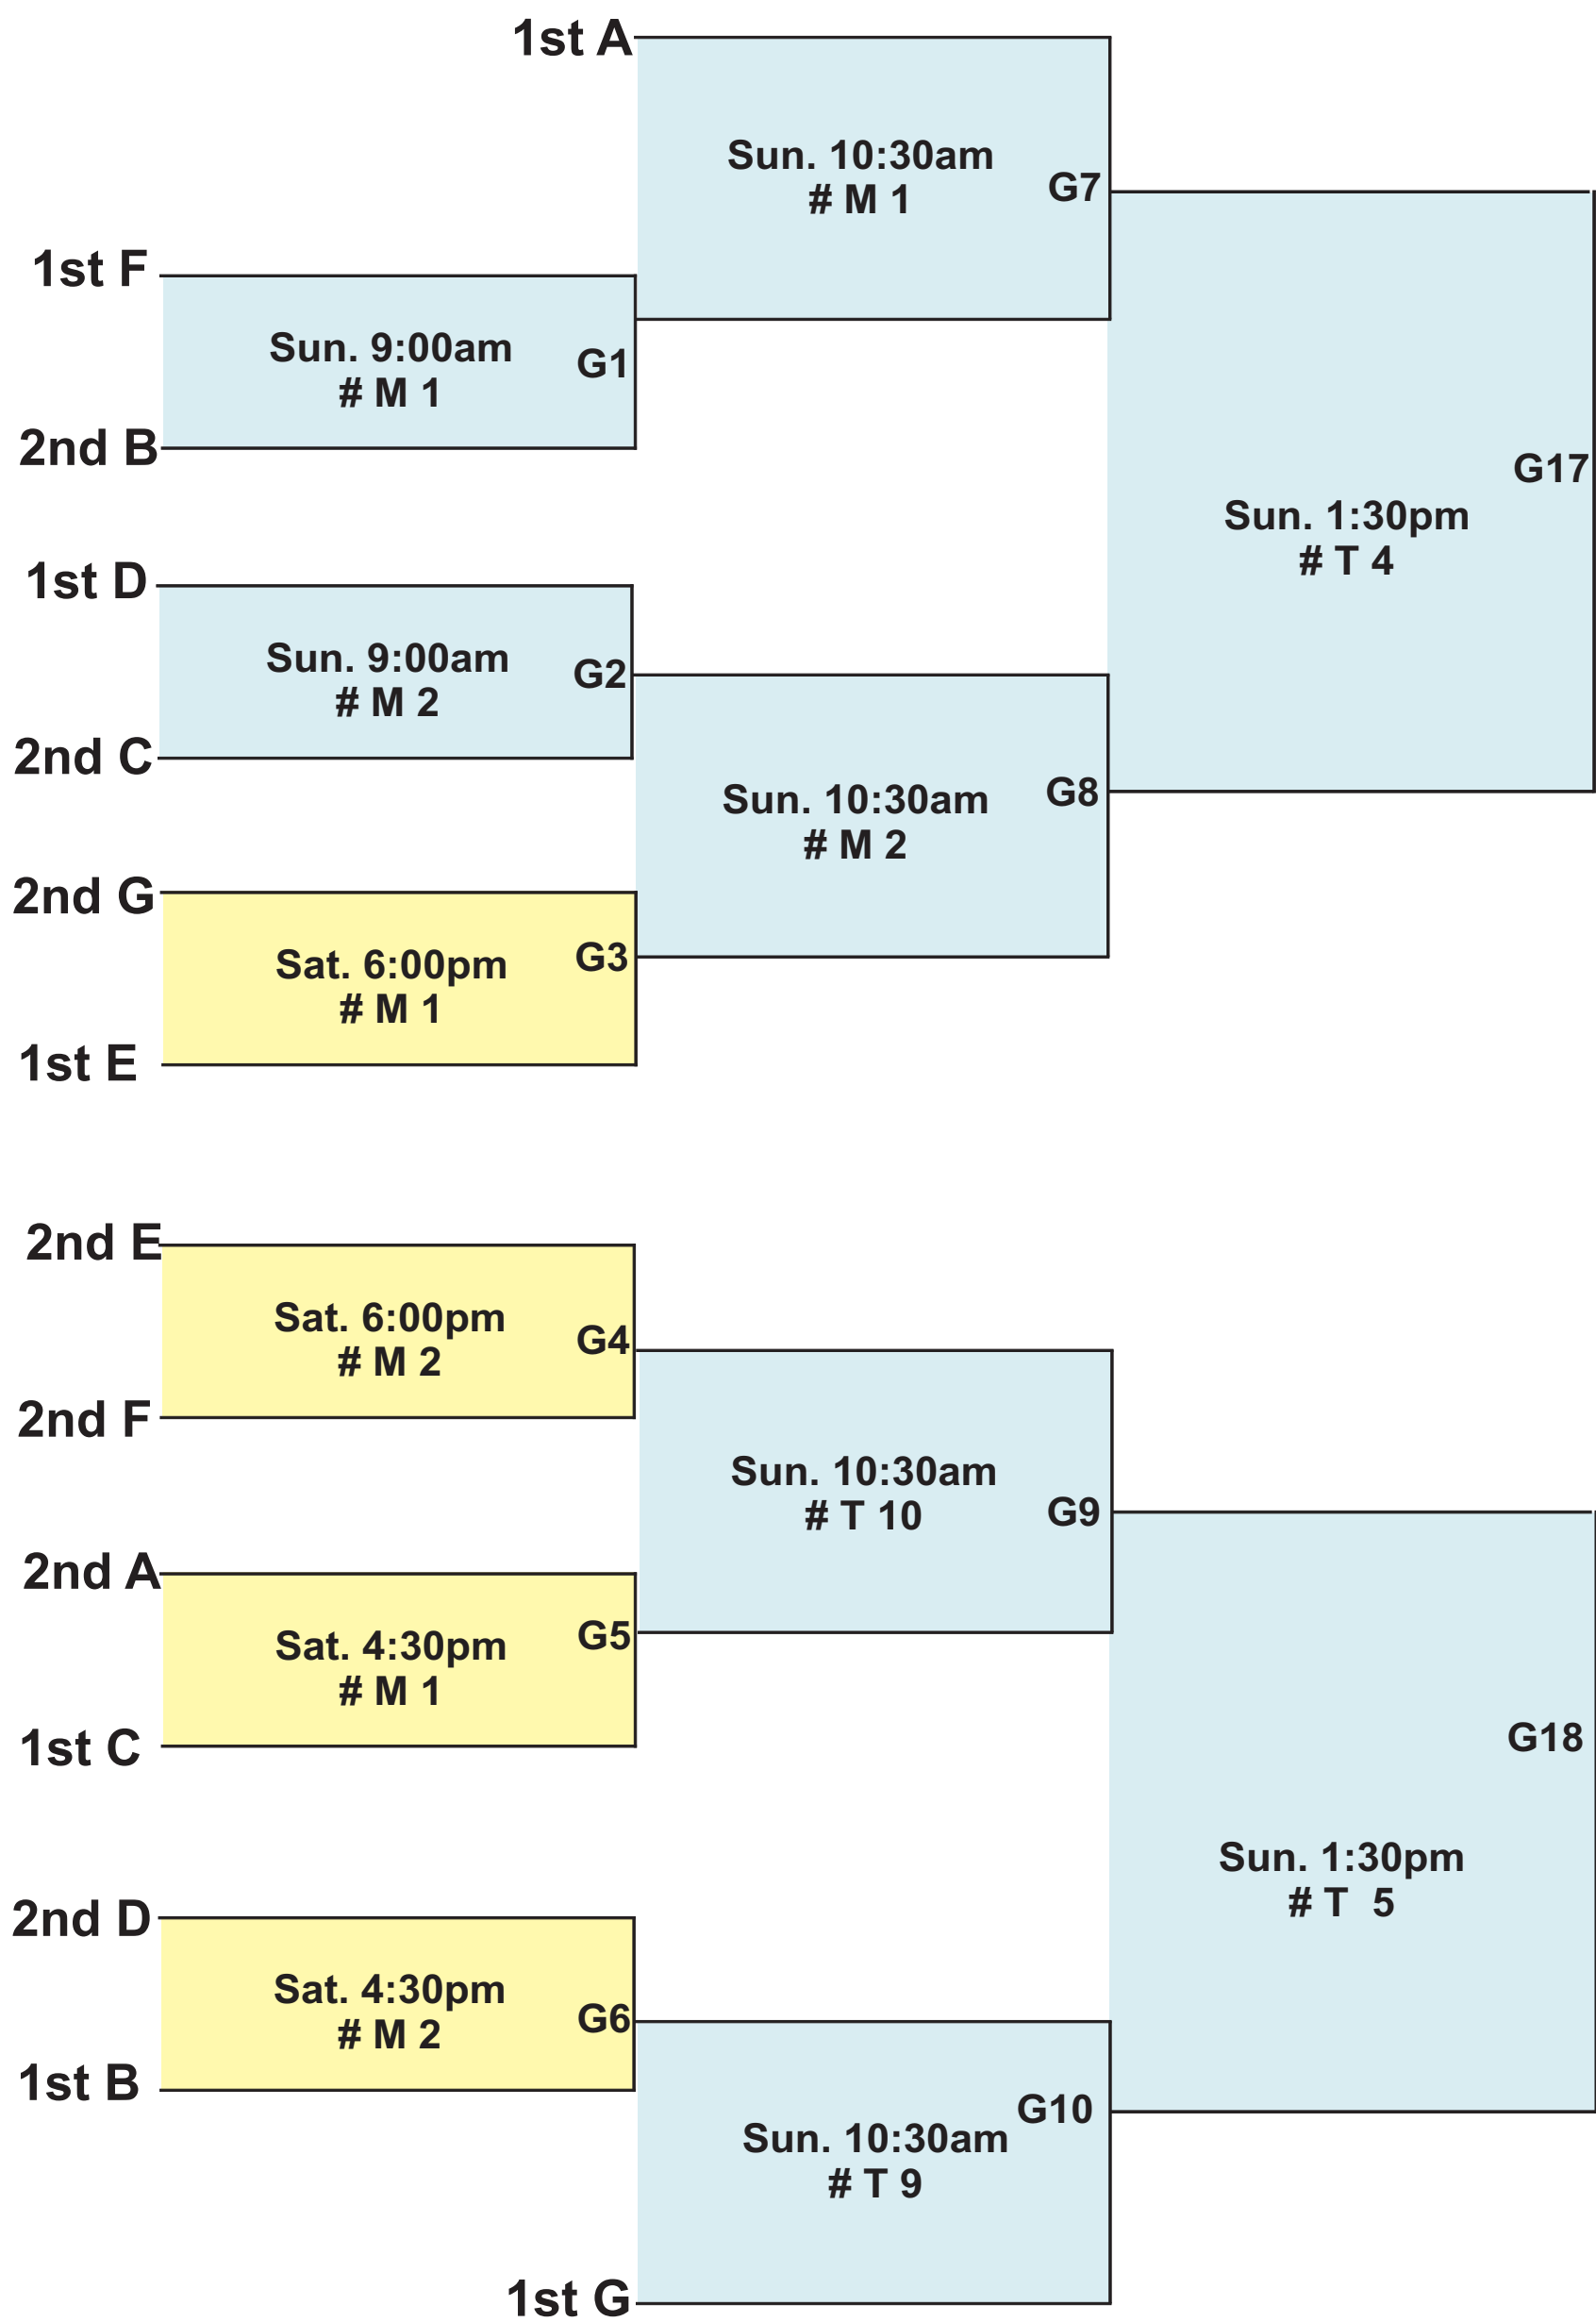 1st A
Sun. 10:30am
# M 1
G7
1st F
Sun. 9:00am
# M 1
G1
2nd B
G17
Sun. 1:30pm
# T 4
1st D
Sun. 9:00am
# M 2
G2
2nd C
Sun. 10:30am
# M 2
G8
2nd G
Sat. 6:00pm
# M 1
G3
1st E
2nd E
Sat. 6:00pm
# M 2
G4
2nd F
Sun. 10:30am
# T 10
G9
2nd A
Sat. 4:30pm
# M 1
G5
1st C
G18
Sun. 1:30pm
# T 5
2nd D
Sat. 4:30pm
# M 2
G6
1st B
Sun. 10:30am
# T 9
G10
1st G